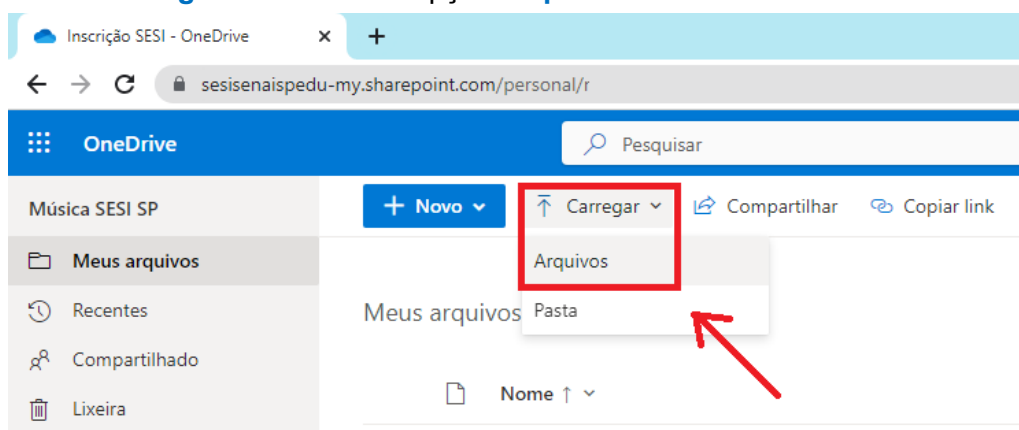 Inscrição SESI - OneDrive
sesisenaispedu-my.sharepoint.com/personal/r
OneDrive
Pesquisar
Música SESI SP
Novo
Carregar
Compartilhar
Copiar link
Meus arquivos
Arquivos
Recentes
Meus arquivos
Pasta
Compartilhado
Nome ↑
Lixeira